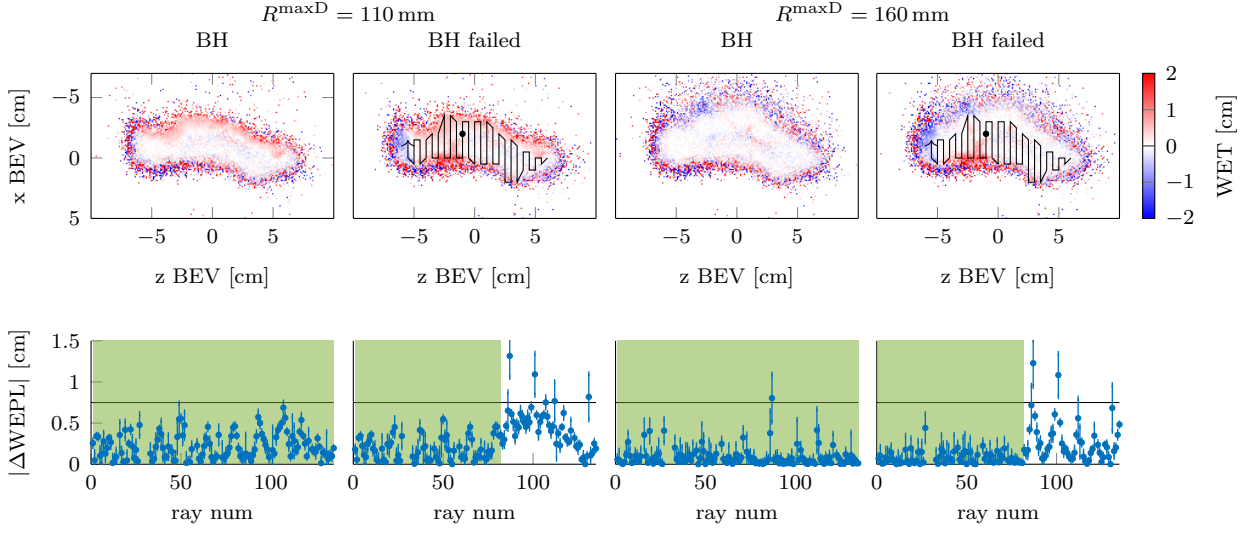 R^maxD = 110 mm
R^maxD = 160 mm
BH
BH failed
BH
BH failed
x BEV [cm]
−5
0
5
−5 0 5
−5 0 5
−5 0 5
−5 0 5
z BEV [cm]
z BEV [cm]
z BEV [cm]
z BEV [cm]
2
1
0
−1
−2
WET [cm]
|ΔWEPL| [cm]
1.5
1
0.5
0
0 50 100
0 50 100
0 50 100
0 50 100
ray num
ray num
ray num
ray num